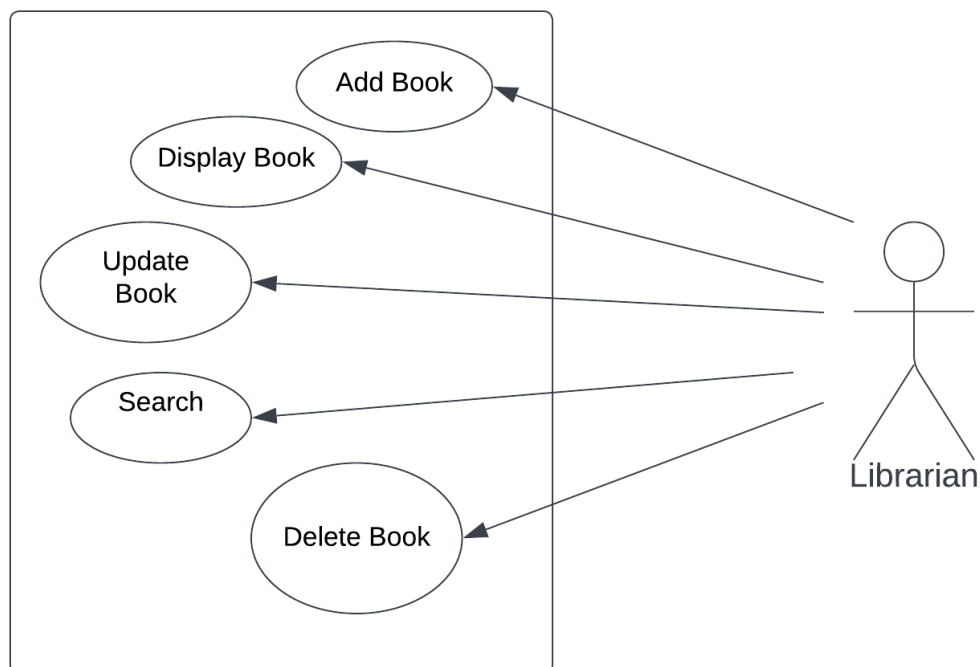 Add Book
Display Book
Update
Book
Search
Delete Book
Librarian